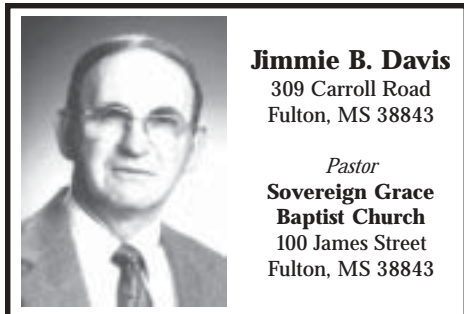 Jimmie B. Davis
309 Carroll Road
Fulton, MS 38843
Pastor
Sovereign Grace
Baptist Church
100 James Street
Fulton, MS 38843